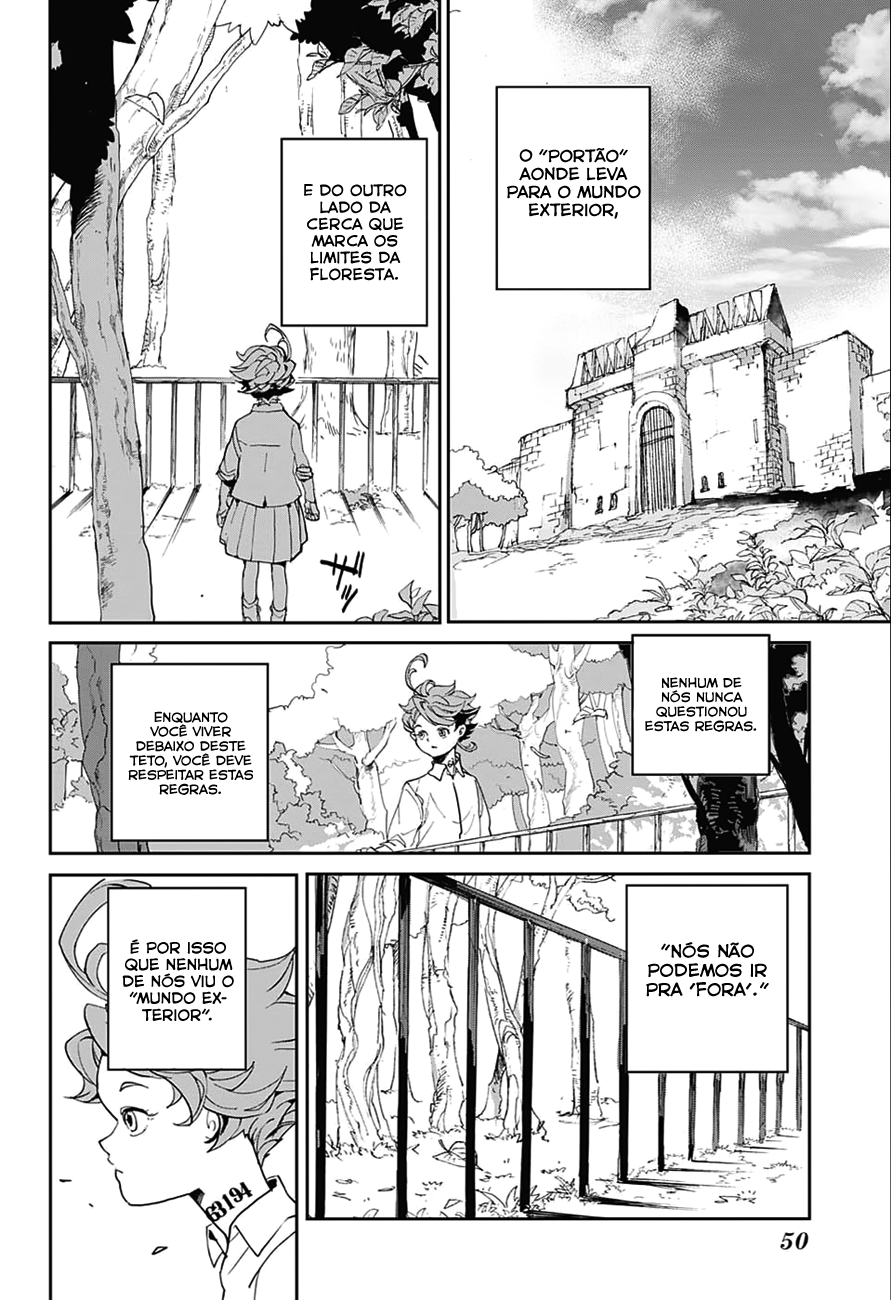 O “PORTÃO“
AONDE LEVA
PARA O MUNDO
EXTERIOR,
E DO OUTRO
LADO DA
CERCA QUE
MARCA OS
LIMITES DA
FLORESTA.
ザッ
NENHUM DE
NÓS NUNCA
QUESTIONOU
ESTAS REGRAS.
ENQUANTO
VOCÊ VIVER
DEBAIXO DESTE
TETO, VOCÊ DEVE
RESPEITAR ESTAS
REGRAS.
“NÓS NÃO
PODEMOS IR
PRA ‘FORA’.“
É POR ISSO
QUE NENHUM
DE NÓS VIU O
“MUNDO EX-
TERIOR”.
63194
50